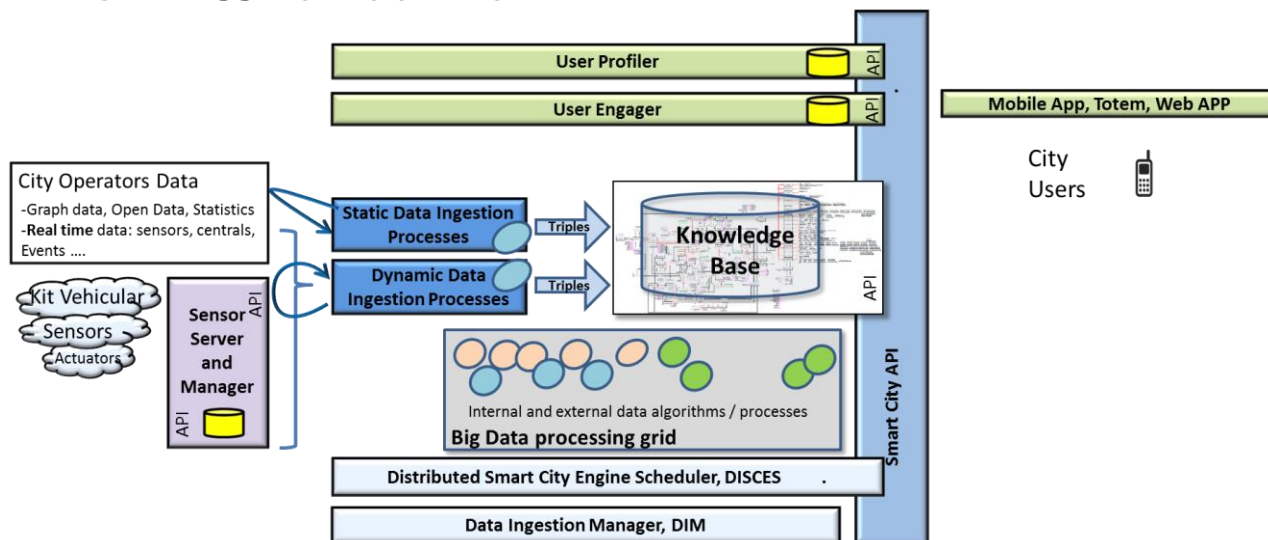 User Profiler
API
User Engager
API
Mobile App, Totem, Web APP
City
Users
City Operators Data
-Graph data, Open Data, Statistics
-Real time data: sensors, centrals,
Events ....
Static Data Ingestion
Processes
Triples
Knowledge
Base
API
Dynamic Data
Ingestion Processes
Triples
Kit Vehicular
Sensors
Actuators
API
Sensor
Server
and
Manager
API
Smart City API
Internal and external data algorithms / processes
Big Data processing grid
Distributed Smart City Engine Scheduler, DISCES .
Data Ingestion Manager, DIM